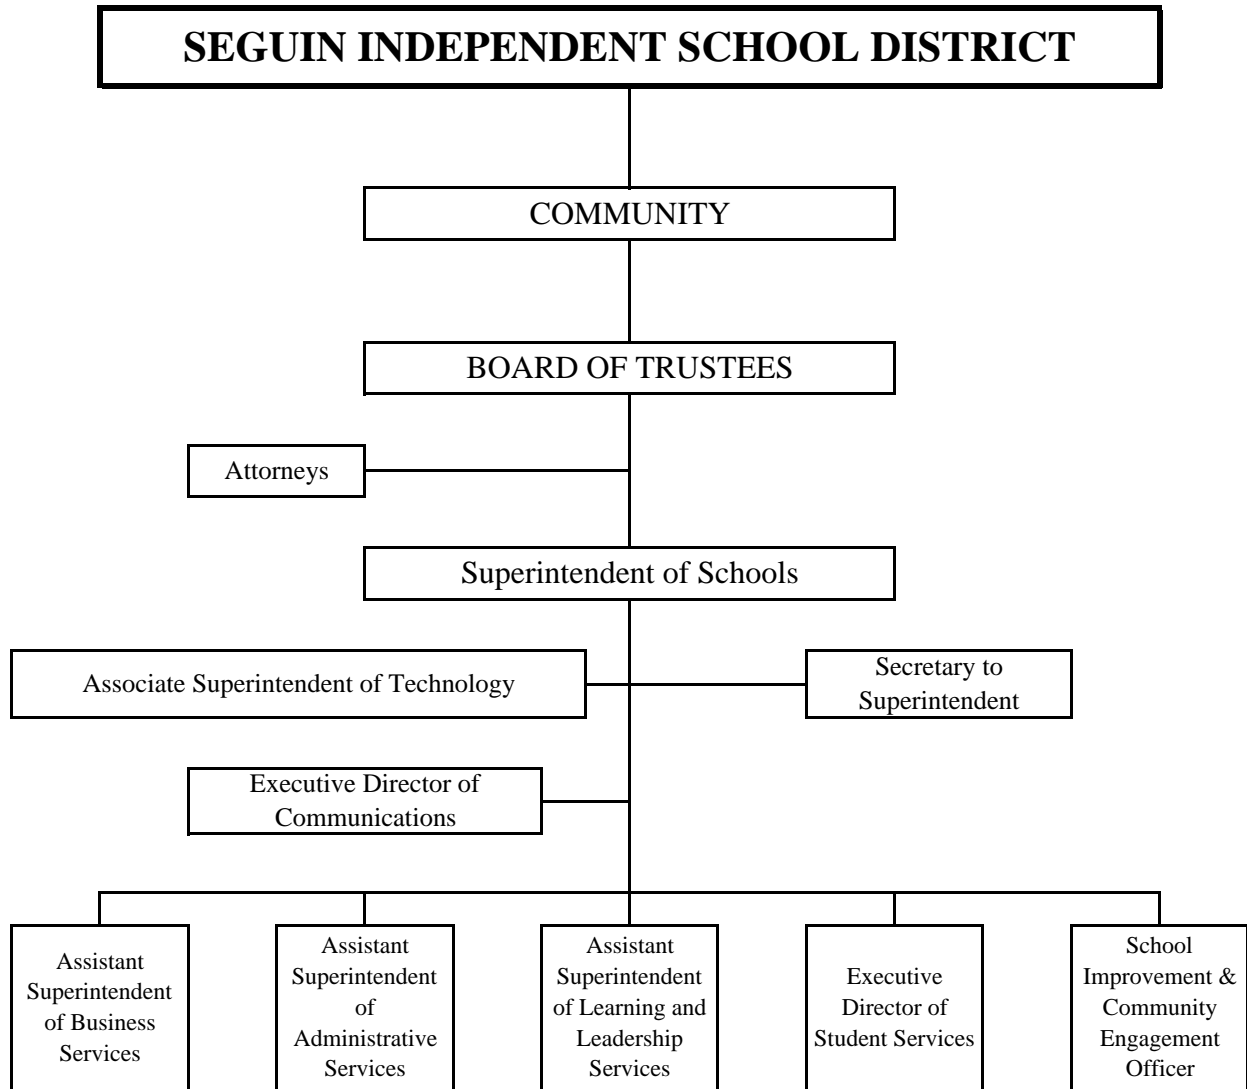 SEGUIN INDEPENDENT SCHOOL DISTRICT
COMMUNITY
BOARD OF TRUSTEES
Attorneys
Superintendent of Schools
Associate Superintendent of Technology
Secretary to
Superintendent
Executive Director of
Communications
Assistant
Superintendent
of Business
Services
Assistant
Superintendent
of
Administrative
Services
Assistant
Superintendent
of Learning and
Leadership
Services
Executive
Director of
Student Services
School
Improvement &
Community
Engagement
Officer